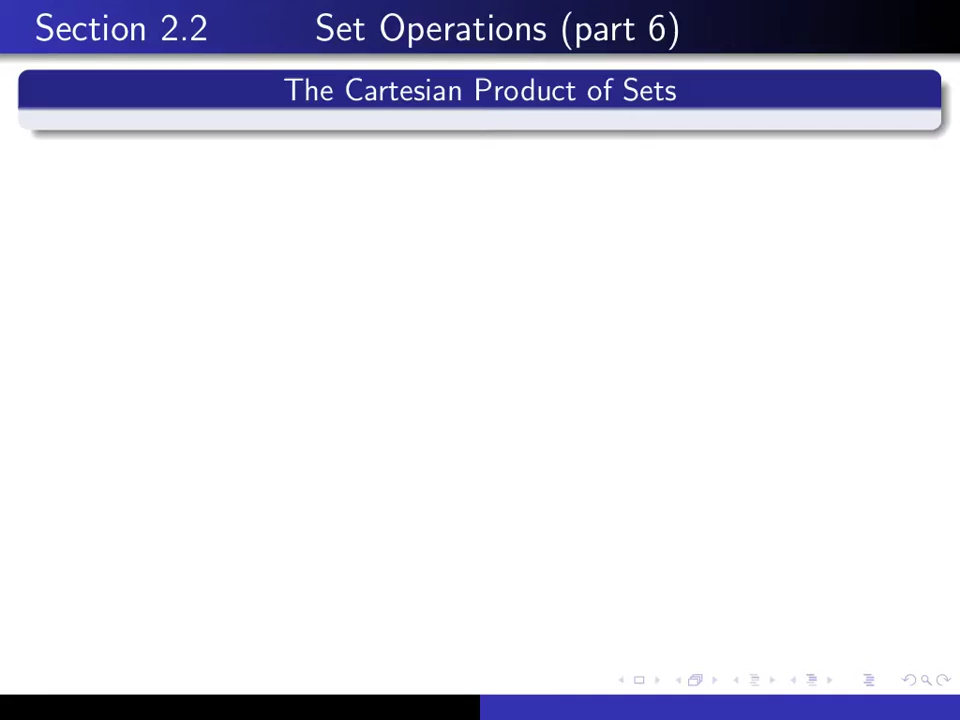 Section 2.2 Set Operations (part 6)
The Cartesian Product of Sets